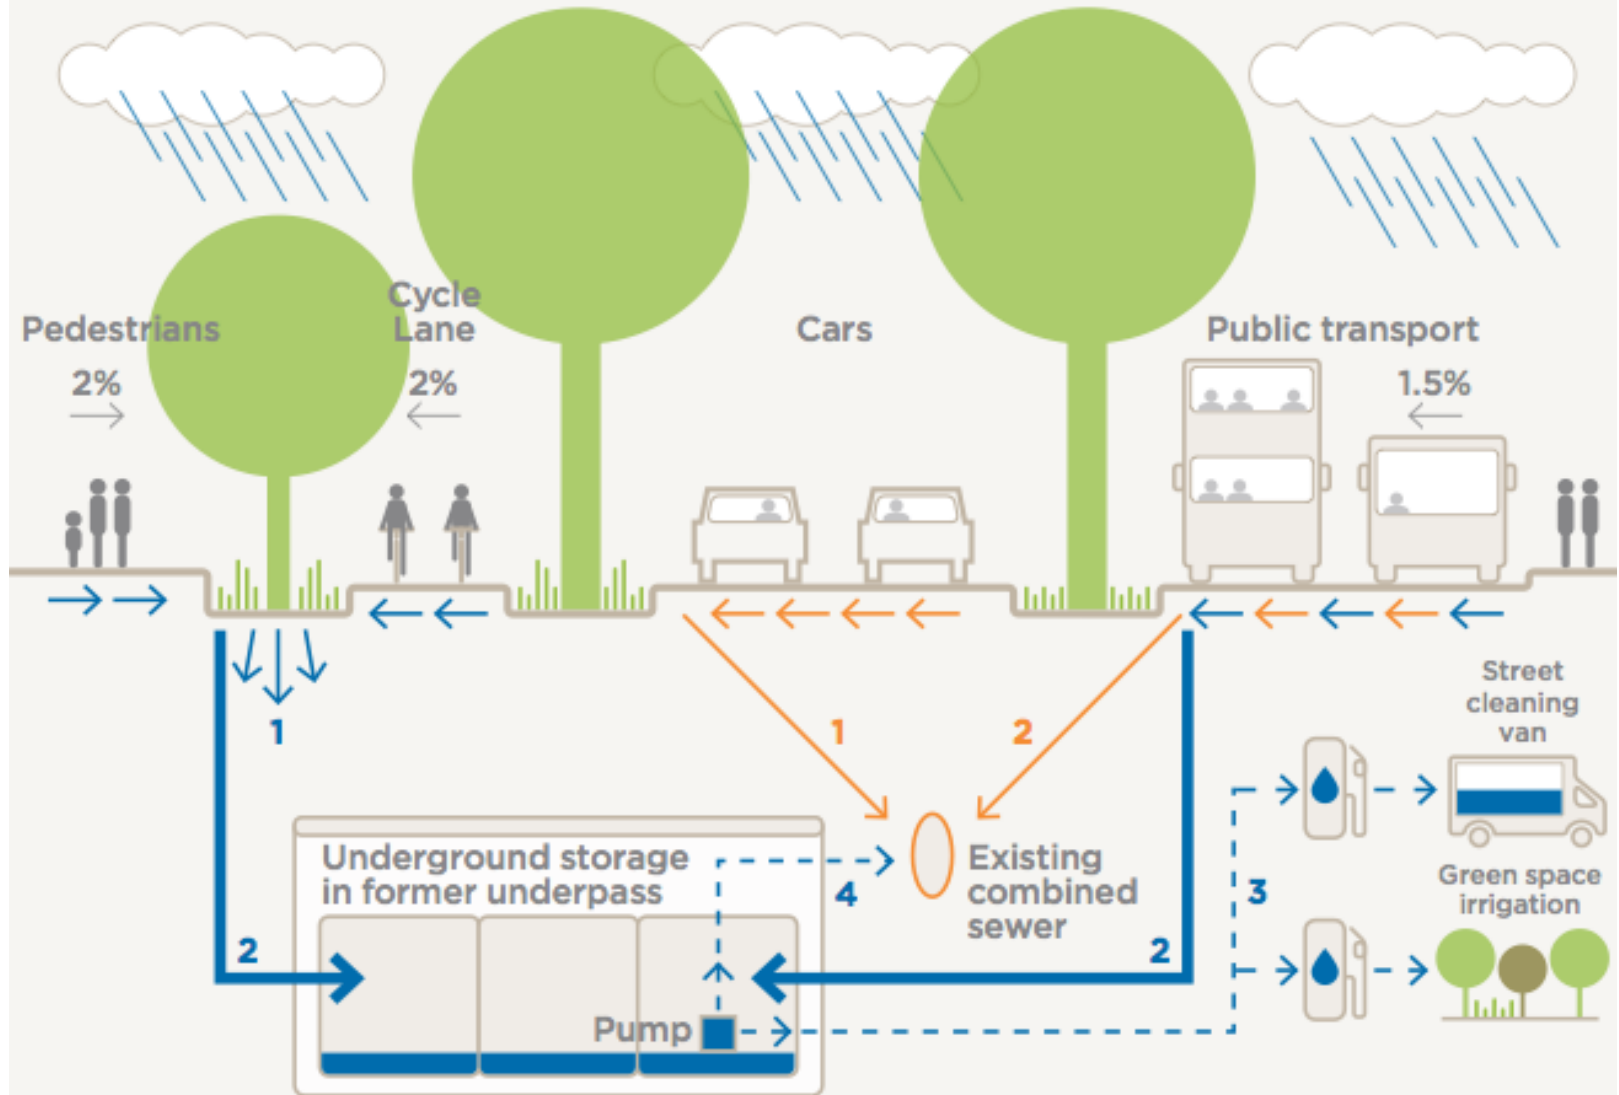 Pedestrians
2%
Cycle
Lane
2%
Cars
Public transport
1.5%
1
2
1
2
Street
cleaning
van
Underground storage
in former underpass
4
Existing
combined
sewer
2
3
Green space
irrigation
Pump